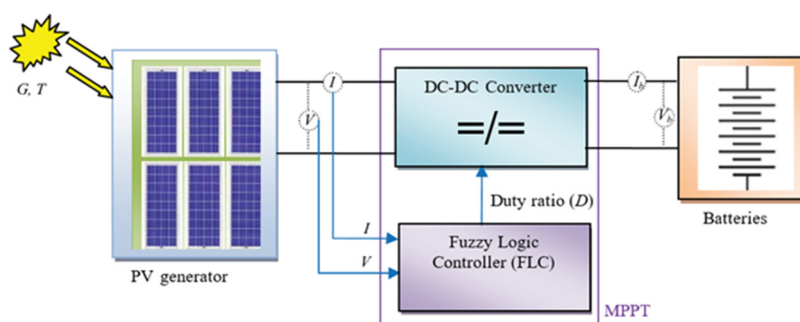 G, T
I
V
DC-DC Converter
=/=
Ib
Vb
Duty ratio (D)
I
V
Fuzzy Logic
Controller (FLC)
PV generator
Batteries
MPPT